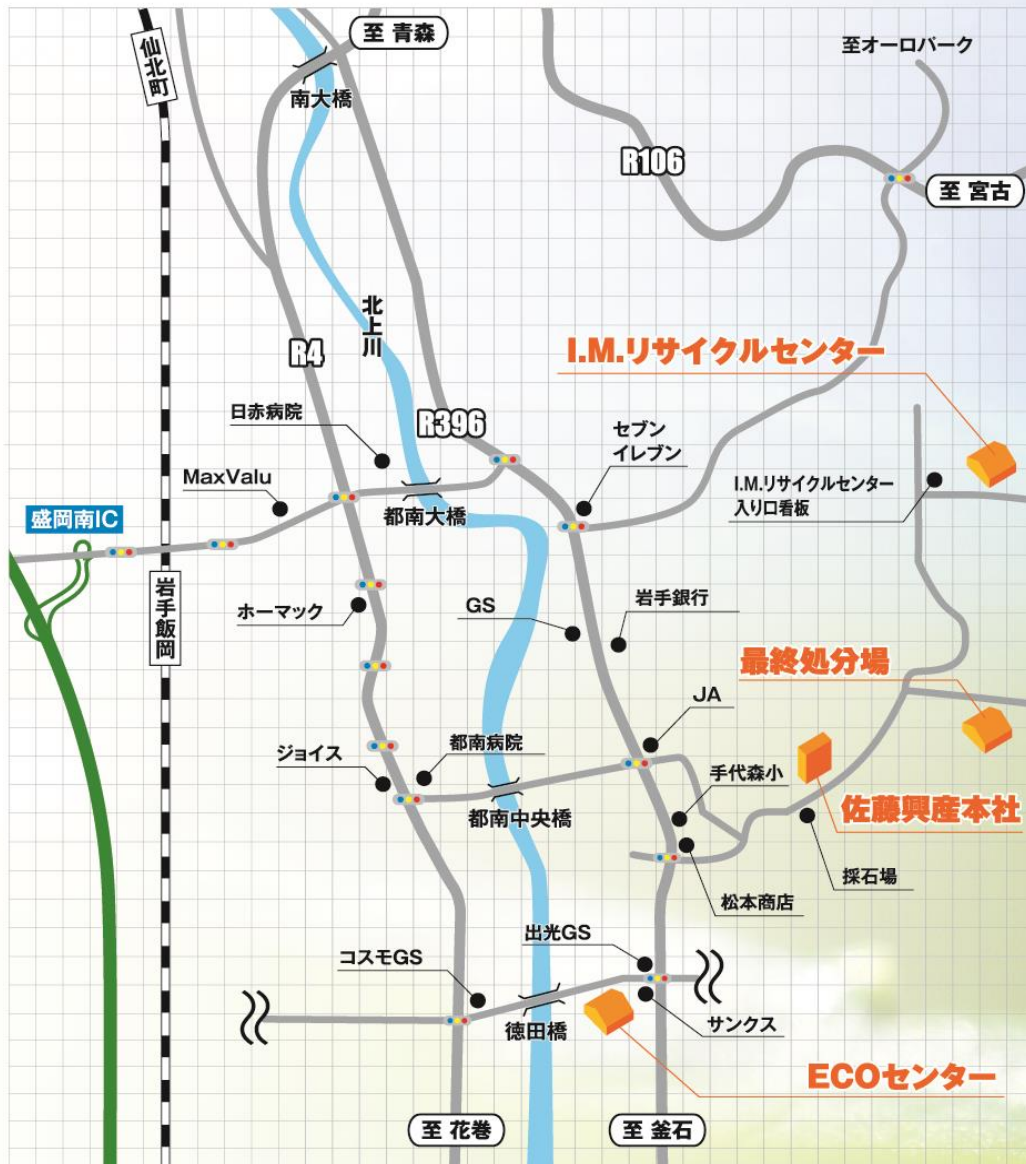 仙北町
至 青森
南大橋
至オーロパーク
R106
至 宮古
北上川
R4
I.M.リサイクルセンター
日赤病院
R396
セブン
イレブン
MaxValu
I.M.リサイクルセンター
入り口看板
盛岡南IC
都南大橋
岩手飯岡
ホーマック
GS
岩手銀行
最終処分場
JA
ジョイス
都南病院
手代森小
都南中央橋
佐藤興産本社
採石場
松本商店
出光GS
コスモGS
徳田橋
サンクス
ECOセンター
至 花巻
至 釜石